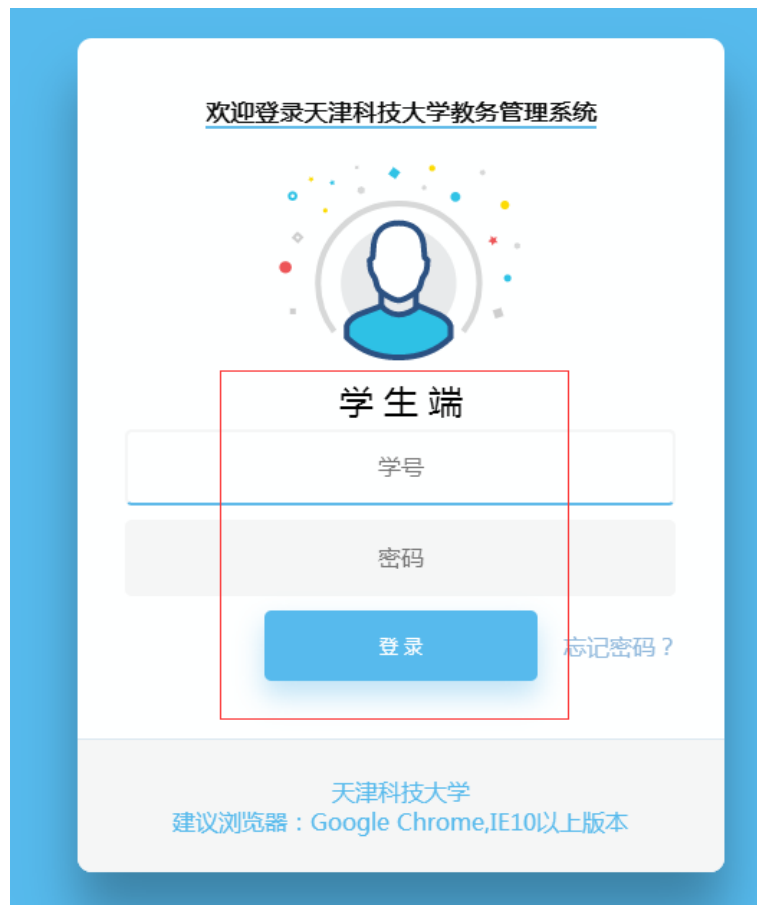 欢迎登录天津科技大学教务管理系统
学生端
学号
密码
登录 忘记密码？
天津科技大学
建议浏览器：Google Chrome,IE10以上版本